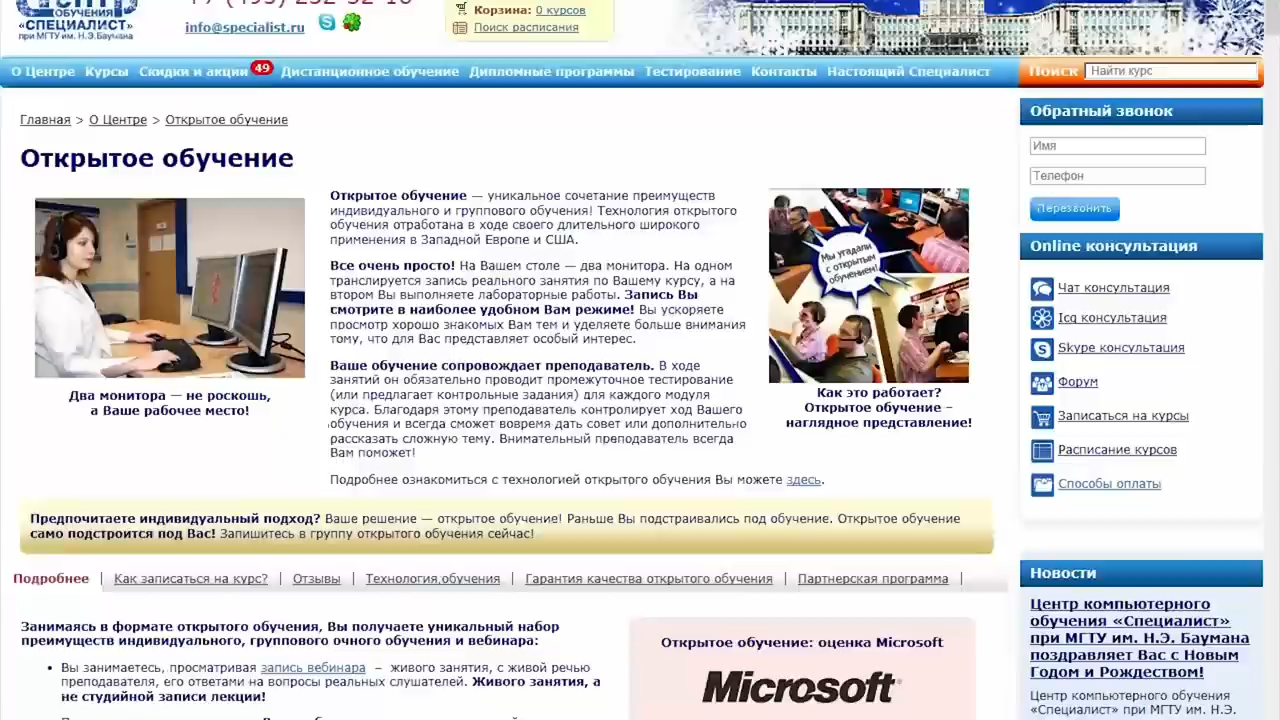 ОБУЧЕНИЯ
«СПЕЦИАЛИСТ»
при МГТУ им. Н.Э.Баумана
info@specialist.ru
Корзина: 0 курсов
Поиск расписания
О Центре Курсы Скидки и акции 49 Дистанционное обучение Дипломные программы Тестирование Контакты Настоящий Специалист Поиск Найти курс
Главная > О Центре > Открытое обучение
Открытое обучение
Два монитора — не роскошь,
а Ваше рабочее место!
Открытое обучение — уникальное сочетание преимуществ
индивидуального и группового обучения! Технология открытого
обучения отработана в ходе своего длительного широкого
применения в Западной Европе и США.
Все очень просто! На Вашем столе — два монитора. На одном
транслируется запись реального занятия по Вашему курсу, а на
втором Вы выполняете лабораторные работы. Запись Вы
смотрите в наиболее удобном Вам режиме! Вы ускоряете
просмотр хорошо знакомых Вам тем и уделяете больше внимания
тому, что для Вас представляет особый интерес.
Ваше обучение сопровождает преподаватель. В ходе
занятий он обязательно проводит промежуточное тестирование
(или предлагает контрольные задания) для каждого модуля
курса. Благодаря этому преподаватель контролирует ход Вашего
обучения и всегда сможет вовремя дать совет или дополнительно
рассказать сложную тему. Внимательный преподаватель всегда
Вам поможет!
Подробнее ознакомиться с технологией открытого обучения Вы можете здесь.
Мы угадали
с открытым
обучением!
Как это работает?
Открытое обучение –
наглядное представление!
Предпочитаете индивидуальный подход? Ваше решение — открытое обучение! Раньше Вы подстраивались под обучение. Открытое обучение
само подстроится под Вас! Запишитесь в группу открытого обучения сейчас!
Подробнее | Как записаться на курс? | Отзывы | Технология обучения | Гарантия качества открытого обучения | Партнерская программа |
Занимаясь в формате открытого обучения, Вы получаете уникальный набор
преимуществ индивидуального, группового очного обучения и вебинара:
• Вы занимаетесь, просматривая запись вебинара – живого занятия, с живой речью
преподавателя, его ответами на вопросы реальных слушателей. Живого занятия, а
не студийной записи лекции!
Открытое обучение: оценка Microsoft
Microsoft
Обратный звонок
Имя
Телефон
Перезвонить
Online консультация
Чат консультация
Icq консультация
Skype консультация
Форум
Записаться на курсы
Расписание курсов
Способы оплаты
Новости
Центр компьютерного
обучения «Специалист»
при МГТУ им. Н.Э. Баумана
поздравляет Вас с Новым
Годом и Рождеством!
Центр компьютерного обучения
«Специалист» при МГТУ им. Н.Э.